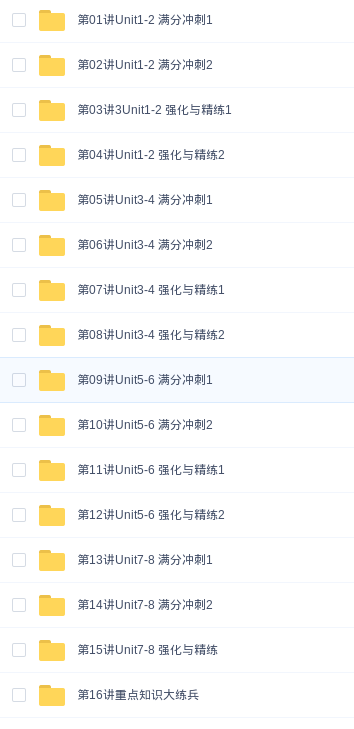 第01讲Unit1-2 满分冲刺1
第02讲Unit1-2 满分冲刺2
第03讲3Unit1-2 强化与精练1
第04讲Unit1-2 强化与精练2
第05讲Unit3-4 满分冲刺1
第06讲Unit3-4 满分冲刺2
第07讲Unit3-4 强化与精练1
第08讲Unit3-4 强化与精练2
第09讲Unit5-6 满分冲刺1
第10讲Unit5-6 满分冲刺2
第11讲Unit5-6 强化与精练1
第12讲Unit5-6 强化与精练2
第13讲Unit7-8 满分冲刺1
第14讲Unit7-8 满分冲刺2
第15讲Unit7-8 强化与精练
第16讲重点知识大练兵